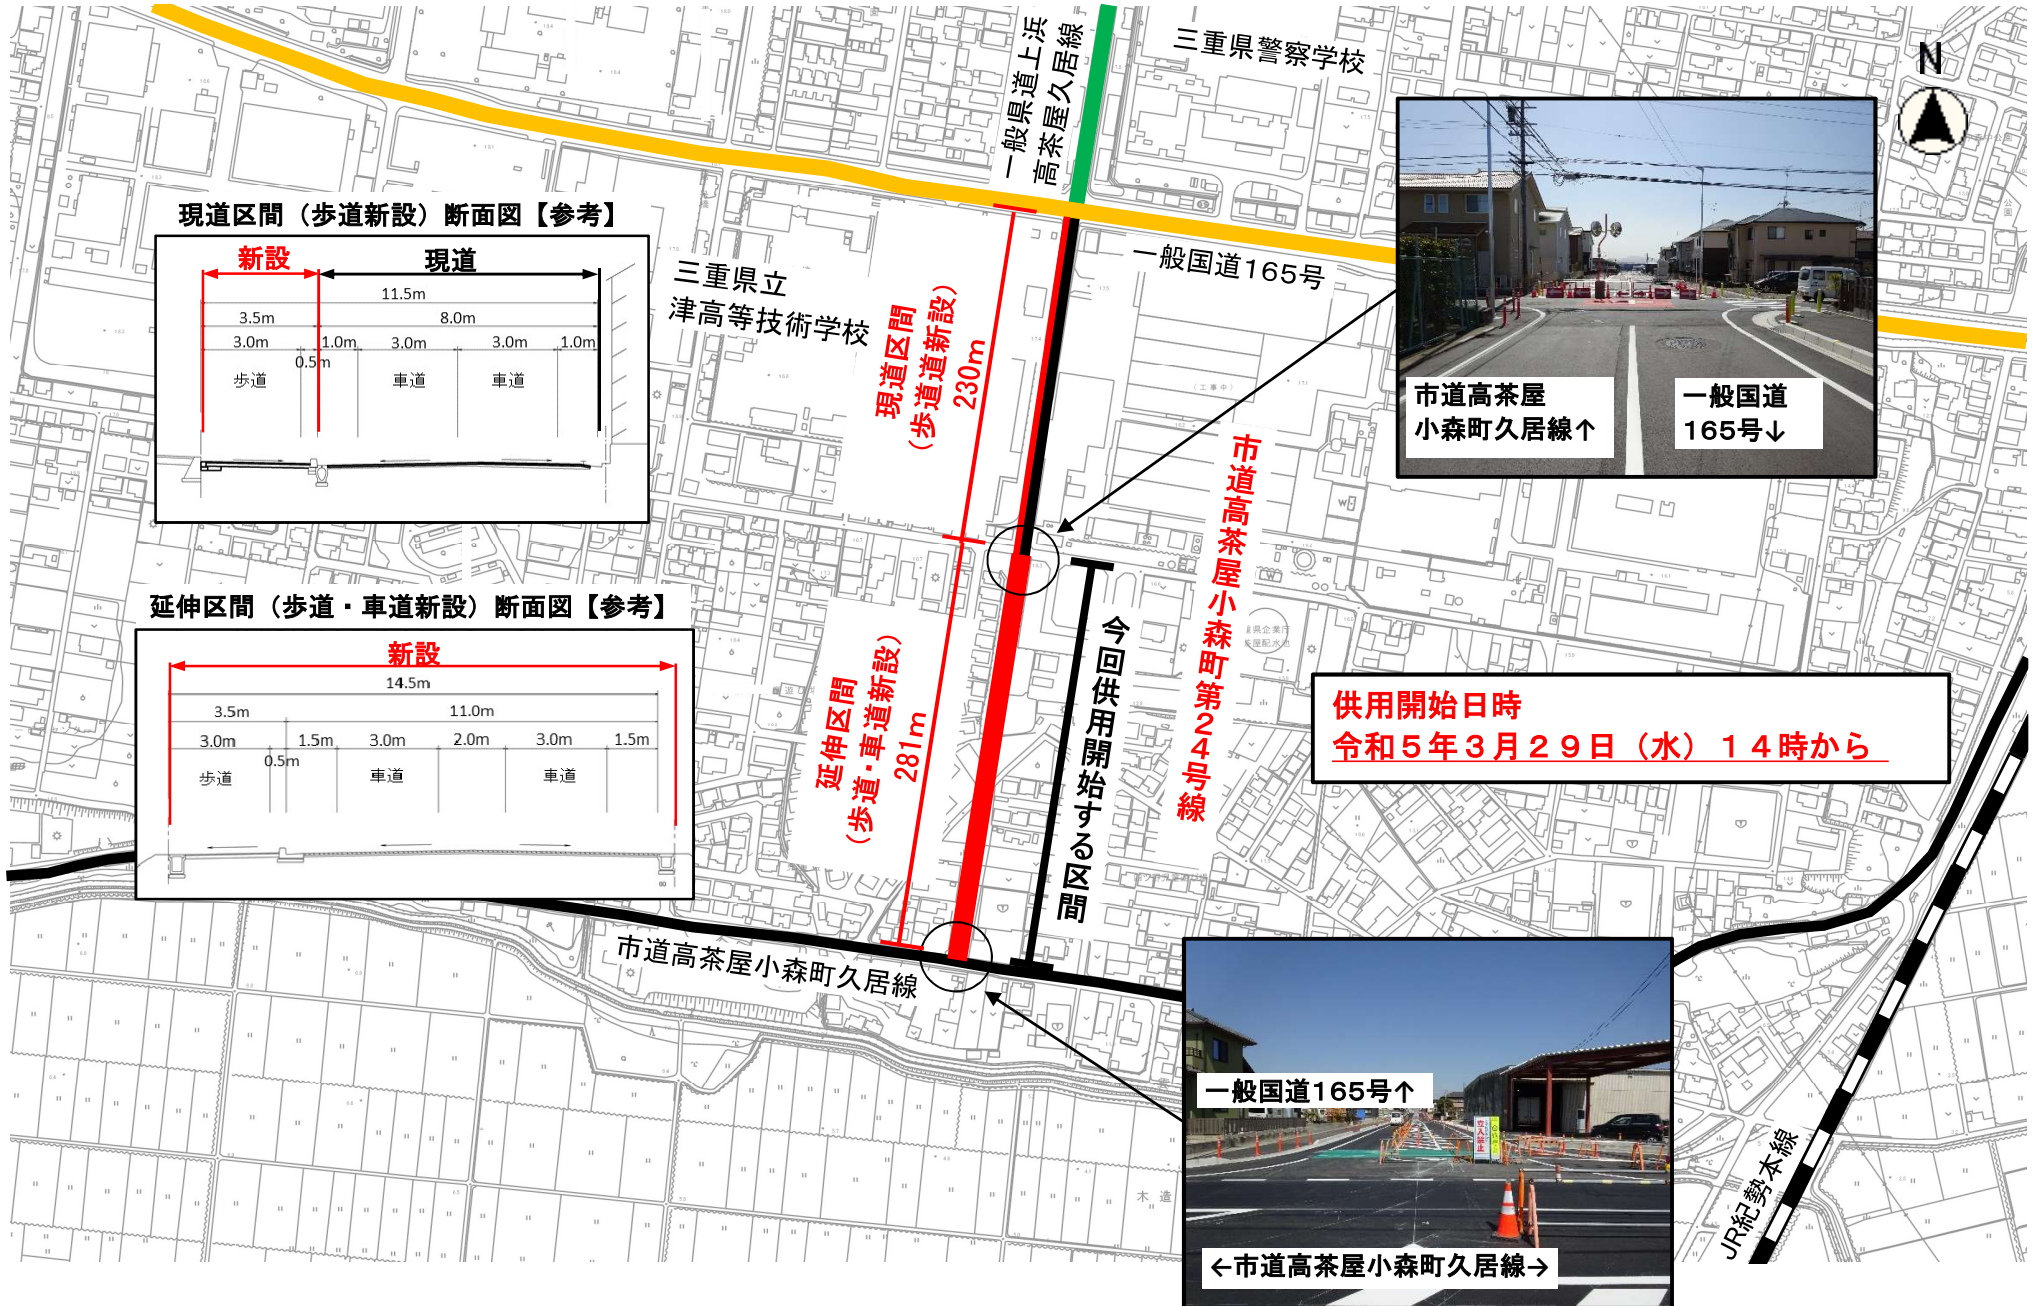 一般県道上浜
高茶屋久居線
三重県警察学校
N
現道区間（歩道新設）断面図【参考】
新設
現道
11.5m
3.5m
8.0m
3.0m
0.5m
1.0m
3.0m
3.0m
1.0m
歩道
車道
車道
三重県立
津高等技術学校
一般国道165号
現道区間
（歩道道新設）
230m
市道高茶屋
小森町久居線↑
一般国道
165号↓
市道高茶屋小森町第24号線
（工事中）
延伸区間（歩道・車道新設）断面図【参考】
新設
14.5m
3.5m
11.0m
3.0m
0.5m
1.5m
3.0m
2.0m
3.0m
1.5m
歩道
車道
車道
延伸区間
（歩道・車道新設）
281m
今回供用開始する区間
供用開始日時
令和５年３月２９日（水）１４時から
市道高茶屋小森町久居線
一般国道165号↑
立入禁止
←市道高茶屋小森町久居線→
木造
JR紀勢本線